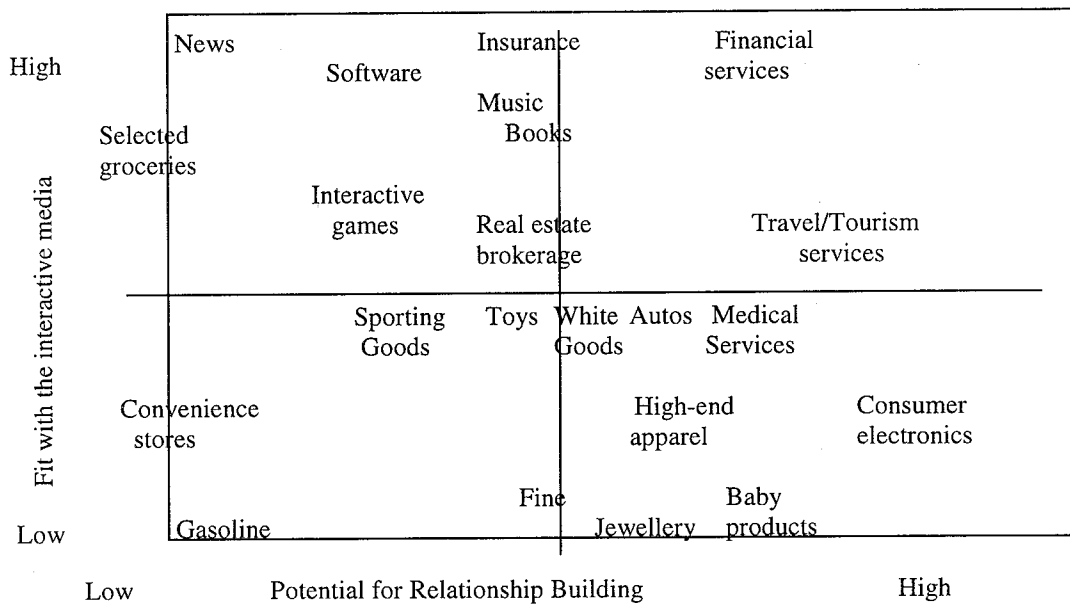 News Insurance Financial
High Software services
Music
Selected Books
groceries
Interactive
games Real estate Travel/Tourism
brokerage services
Fit with the interactive media
Sporting Toys White Autos Medical
Goods Goods Services
Convenience High-end Consumer
stores apparel electronics
Fine Baby
Low Gasoline Jewellery products
Low Potential for Relationship Building High